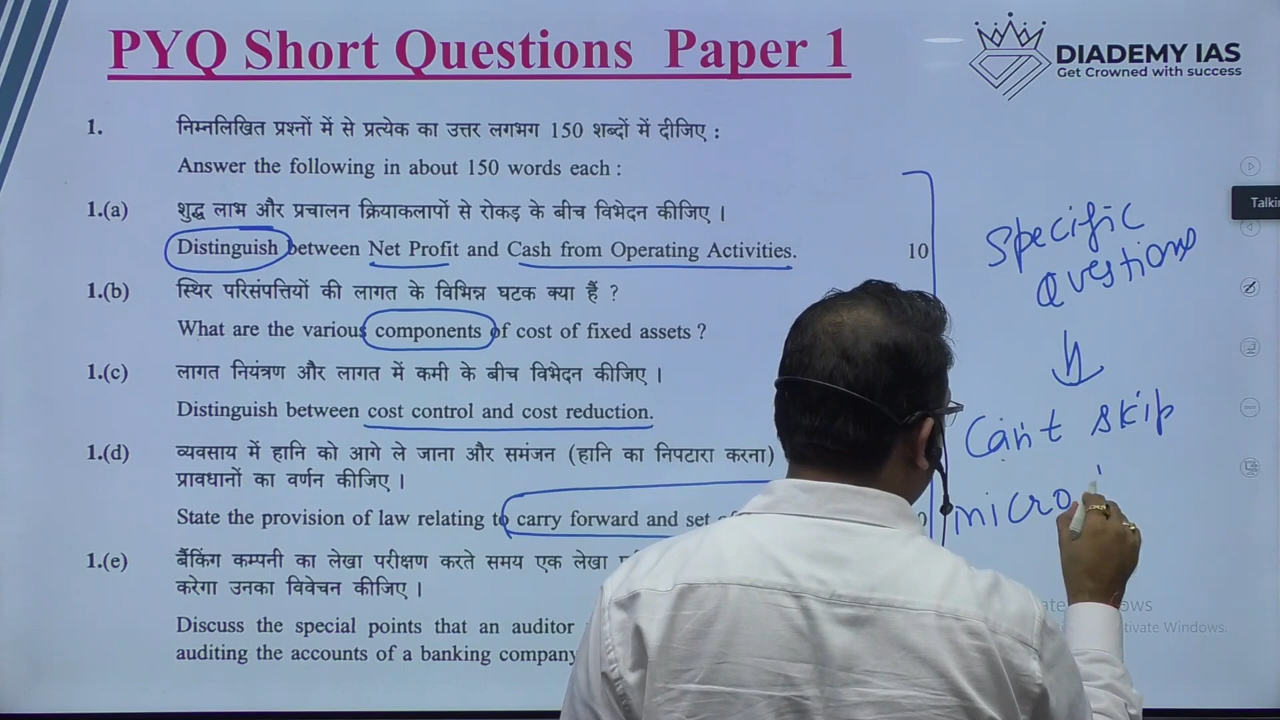 PYQ Short Questions Paper 1
DIADEMY IAS
Get Crowned with success
1. निम्नलिखित प्रश्नों में से प्रत्येक का उत्तर लगभग 150 शब्दों में दीजिए :
Answer the following in about 150 words each :
1.(a) शुद्ध लाभ और प्रचालन क्रियाकलापों से रोकड़ के बीच विभेदन कीजिए ।
Distinguish between Net Profit and Cash from Operating Activities. 10
1.(b) स्थिर परिसंपत्तियों की लागत के विभिन्न घटक क्या हैं ?
What are the various components of cost of fixed assets ?
1.(c) लागत नियंत्रण और लागत में कमी के बीच विभेदन कीजिए ।
Distinguish between cost control and cost reduction.
1.(d) व्यवसाय में हानि को आगे ले जाना और समंजन (हानि का निपटारा करना)
प्रावधानों का वर्णन कीजिए ।
State the provision of law relating to carry forward and set
1.(e) बैंकिंग कम्पनी का लेखा परीक्षण करते समय एक लेखा
करेगा उनका विवेचन कीजिए ।
Discuss the special points that an auditor
auditing the accounts of a banking company
Specific
Questions
Can't skip
micro
Talki
tivate Windows.